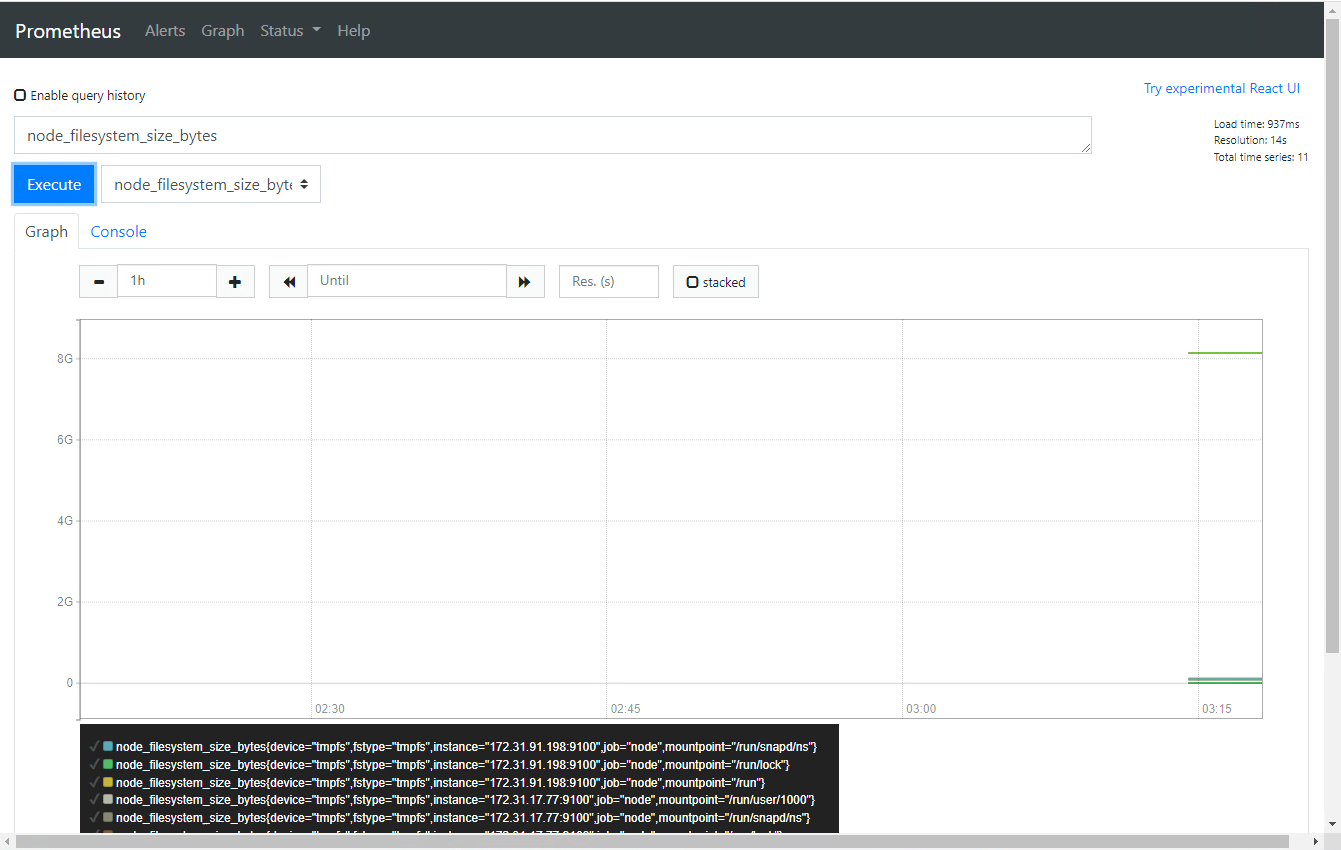 Prometheus Alerts Graph Status Help
Enable query history
Try experimental React UI
node_filesystem_size_bytes
Load time: 937ms
Resolution: 14s
Total time series: 11
Execute
node_filesystem_size_byte
Graph Console
1h
Until
Res. (s)
stacked
8G
6G
4G
2G
0
02:30 02:45 03:00 03:15
node_filesystem_size_bytes{device="tmpfs",fstype="tmpfs",instance="172.31.91.198:9100",job="node",mountpoint="/run/snapd/ns"}
node_filesystem_size_bytes{device="tmpfs",fstype="tmpfs",instance="172.31.91.198:9100",job="node",mountpoint="/run/lock"}
node_filesystem_size_bytes{device="tmpfs",fstype="tmpfs",instance="172.31.91.198:9100",job="node",mountpoint="/run"}
node_filesystem_size_bytes{device="tmpfs",fstype="tmpfs",instance="172.31.17.77:9100",job="node",mountpoint="/run/user/1000"}
node_filesystem_size_bytes{device="tmpfs",fstype="tmpfs",instance="172.31.17.77:9100",job="node",mountpoint="/run/snapd/ns"}